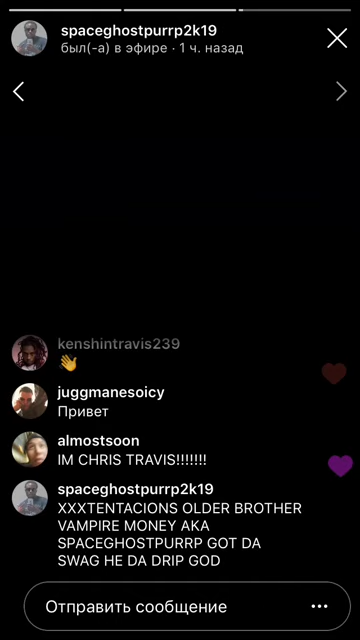 spaceghostpurrp2k19
был(-а) в эфире · 1 ч. назад
kenshintravis239
👋
juggmanesoicy
Привет
almostsoon
IM CHRIS TRAVIS!!!!!!!
spaceghostpurrp2k19
XXXTENTACIONS OLDER BROTHER
VAMPIRE MONEY AKA
SPACEGHOSTPURRP GOT DA
SWAG HE DA DRIP GOD
Отправить сообщение